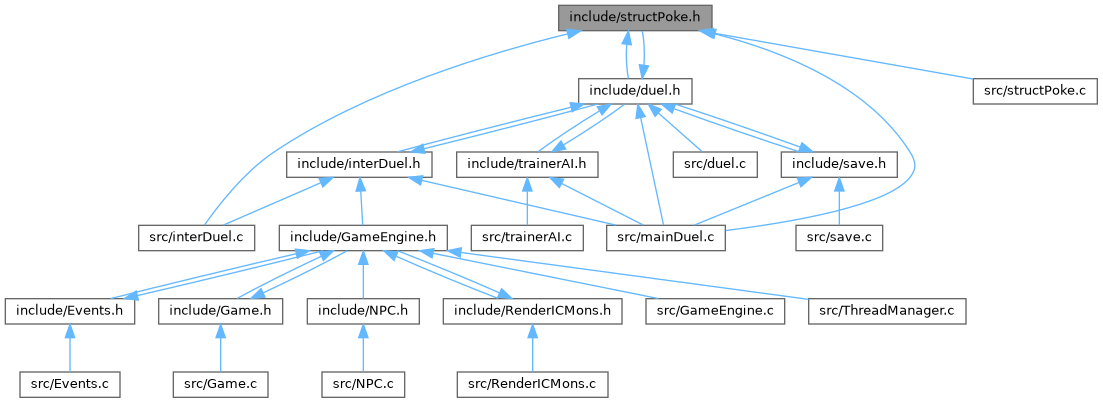 include/structPoke.h
include/duel.h
src/structPoke.c
include/interDuel.h
include/trainerAI.h
src/duel.c
include/save.h
src/interDuel.c
include/GameEngine.h
src/trainerAI.c
src/mainDuel.c
src/save.c
include/Events.h
include/Game.h
include/NPC.h
include/RenderICMons.h
src/GameEngine.c
src/ThreadManager.c
src/Events.c
src/Game.c
src/NPC.c
src/RenderICMons.c